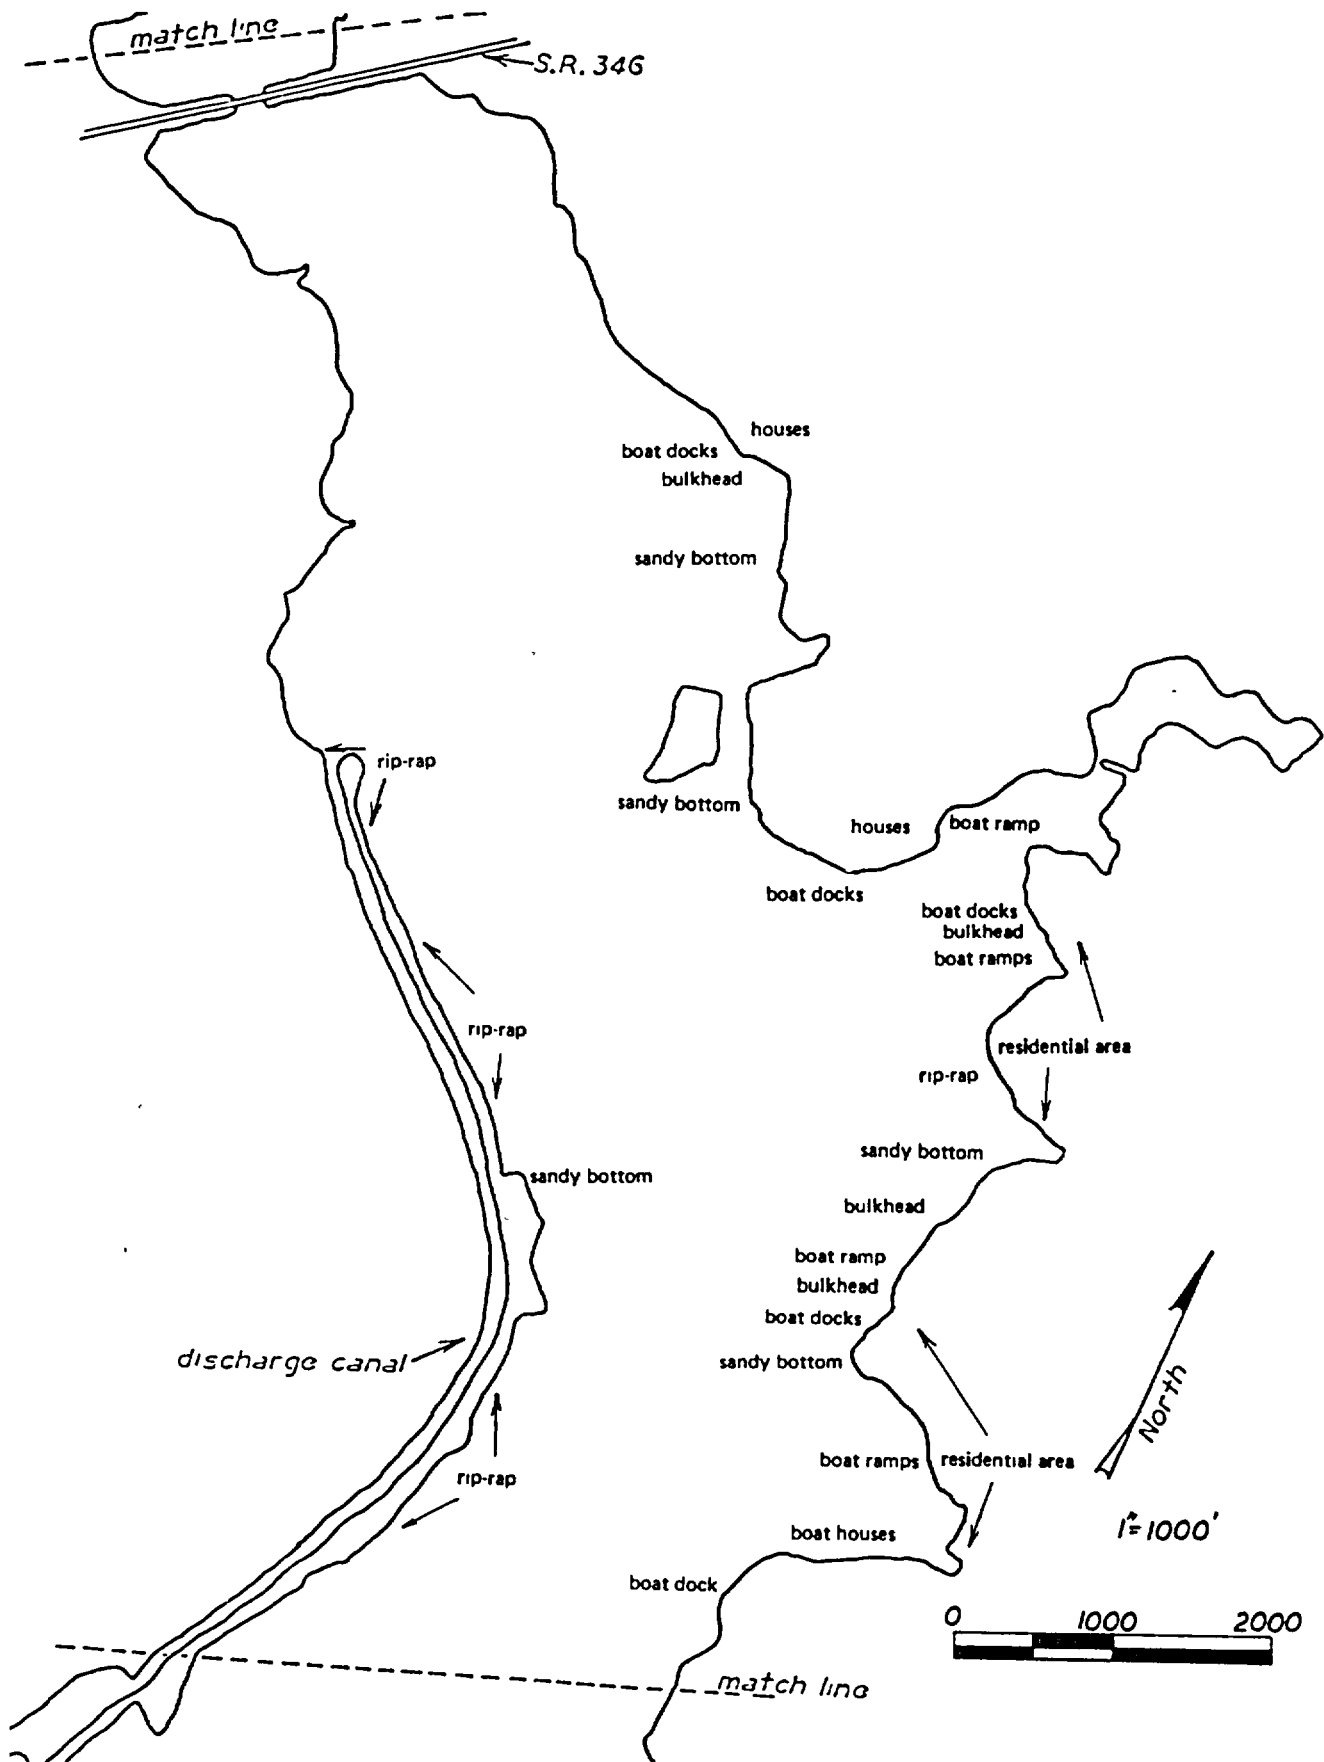 match line
S.R. 346
houses
boat docks
bulkhead
sandy bottom
rip-rap
sandy bottom
houses
boat ramp
boat docks
boat docks
bulkhead
boat ramps
rip-rap
residential area
rip-rap
sandy bottom
sandy bottom
bulkhead
boat ramp
bulkhead
boat docks
discharge canal
sandy bottom
North
boat ramps
residential area
rip-rap
1"=1000'
boat houses
boat dock
0 1000 2000
match line